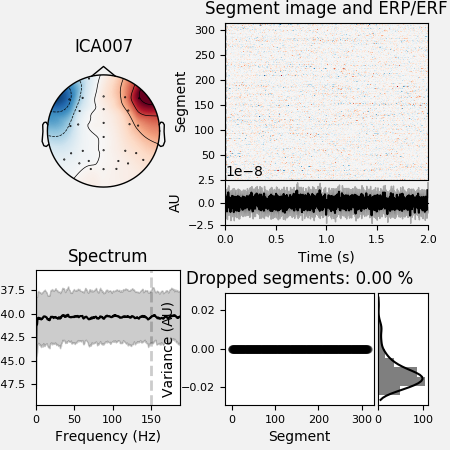 Segment image and ERP/ERF
ICA007
Segment
300
250
200
150
100
50
1e−8
AU
2.5
0.0
−2.5
0.0
0.5
1.0
1.5
2.0
Time (s)
Spectrum
37.5
40.0
42.5
45.0
47.5
0
50
100
150
Frequency (Hz)
Dropped segments: 0.00 %
Variance (AU)
0.02
0.00
−0.02
0
100
200
300
Segment
0
100